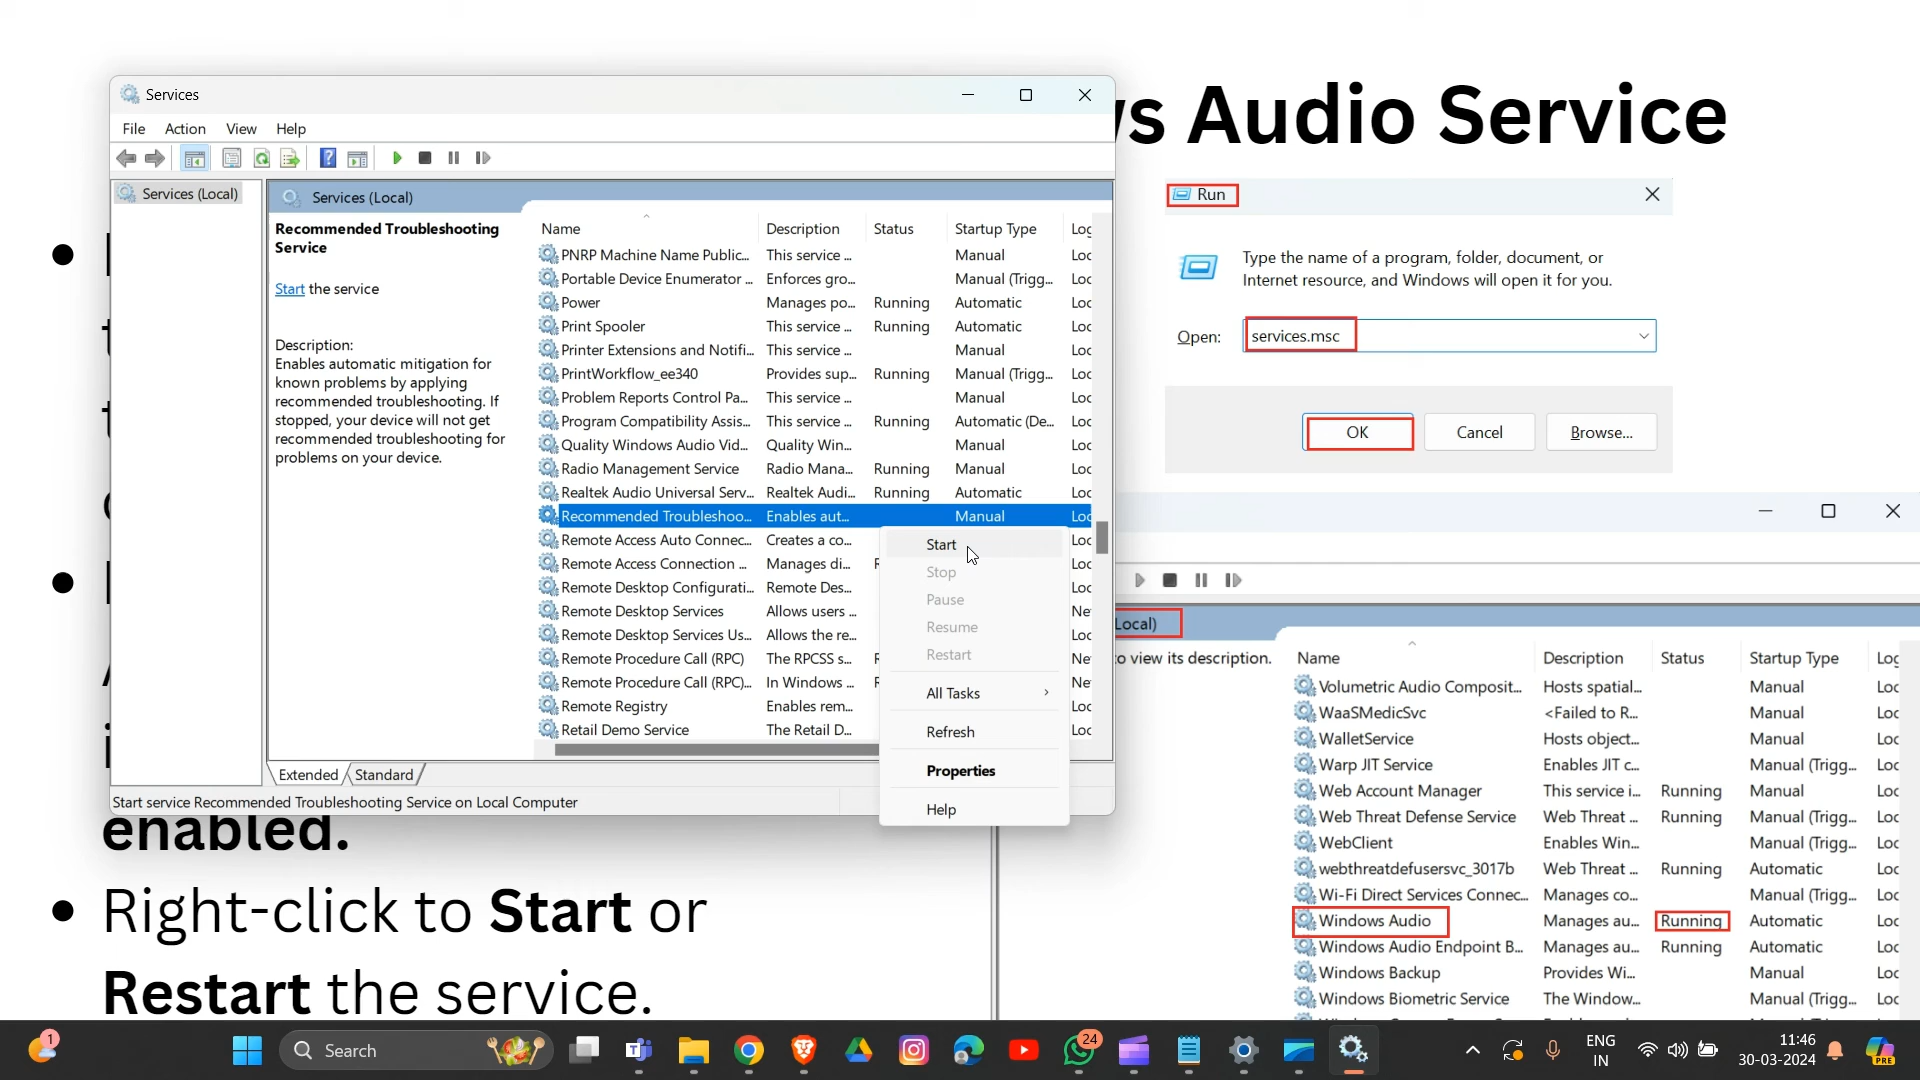 Services
File Action View Help
Services (Local)
Services (Local)
Recommended Troubleshooting
Service
Start the service
Description:
Enables automatic mitigation for
known problems by applying
recommended troubleshooting. If
stopped, your device will not get
recommended troubleshooting for
problems on your device.
Name Description Status Startup Type Log
PNRP Machine Name Public... This service ... Manual Loc
Portable Device Enumerator ... Enforces gro... Manual (Trigg... Loc
Power Manages po... Running Automatic Loc
Print Spooler This service ... Running Automatic Loc
Printer Extensions and Notifi... This service ... Manual Loc
PrintWorkflow_ee340 Provides sup... Running Manual (Trigg... Loc
Problem Reports Control Pa... This service ... Manual Loc
Program Compatibility Assis... This service ... Running Automatic (De... Loc
Quality Windows Audio Vid... Quality Win... Manual Loc
Radio Management Service Radio Mana... Running Manual Loc
Realtek Audio Universal Serv... Realtek Audi... Running Automatic Loc
Recommended Troubleshoo... Enables aut... Manual Loc
Remote Access Auto Connec... Creates a co... Loc
Remote Access Connection ... Manages di... Loc
Remote Desktop Configurati... Remote Des... Loc
Remote Desktop Services Allows users ... Ne
Remote Desktop Services Us... Allows the re... Loc
Remote Procedure Call (RPC) The RPCSS s... Ne
Remote Procedure Call (RPC)... In Windows ... Ne
Remote Registry Enables rem... Loc
Retail Demo Service The Retail D... Loc
Start
Stop
Pause
Resume
Restart
All Tasks
Refresh
Properties
Help
Extended Standard
Start service Recommended Troubleshooting Service on Local Computer
s Audio Service
Run
Type the name of a program, folder, document, or
Internet resource, and Windows will open it for you.
Open: services.msc
OK Cancel Browse...
Local)
to view its description.
Name Description Status Startup Type Log
Volumetric Audio Composit... Hosts spatial... Manual Loc
WaaSMedicSvc <Failed to R... Manual Loc
WalletService Hosts object... Manual Loc
Warp JIT Service Enables JIT c... Manual (Trigg... Loc
Web Account Manager This service i... Running Manual Loc
Web Threat Defense Service Web Threat ... Running Manual (Trigg... Loc
WebClient Enables Win... Manual (Trigg... Loc
webthreatdefusersvc_3017b Web Threat ... Running Automatic Loc
Wi-Fi Direct Services Connec... Manages co... Manual (Trigg... Loc
Windows Audio Manages au... Running Automatic Loc
Windows Audio Endpoint B... Manages au... Running Automatic Loc
Windows Backup Provides Wi... Manual Loc
Windows Biometric Service The Window... Manual (Trigg... Loc
enabled.
• Right-click to Start or
Restart the service.
1
Search
24
ENG
IN
11:46
30-03-2024
PRE